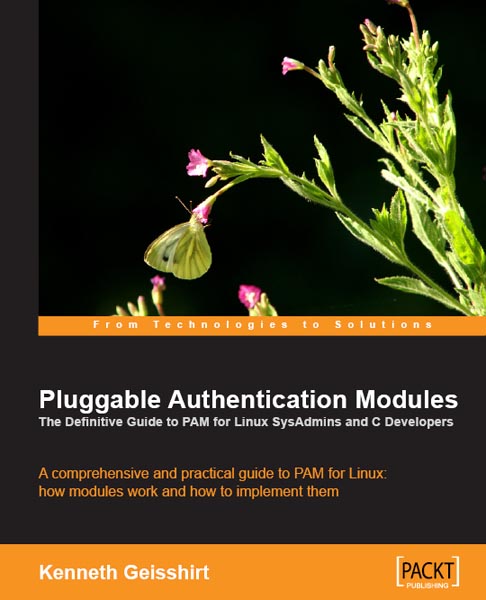 From Technologies to Solutions
Pluggable Authentication Modules
The Definitive Guide to PAM for Linux SysAdmins and C Developers
A comprehensive and practical guide to PAM for Linux:
how modules work and how to implement them
Kenneth Geisshirt
PACKT
PUBLISHING